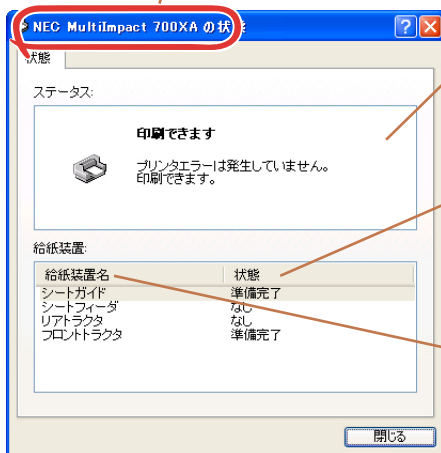 NEC MultiImpact 700XA の状態
状態
ステータス:
印刷できます
プリンタエラーは発生していません。
印刷できます。
給紙装置:
給紙装置名 状態
シートガイド 準備完了
シートフィーダ なし
リアトラクタ なし
フロントトラクタ 準備完了
閉じる